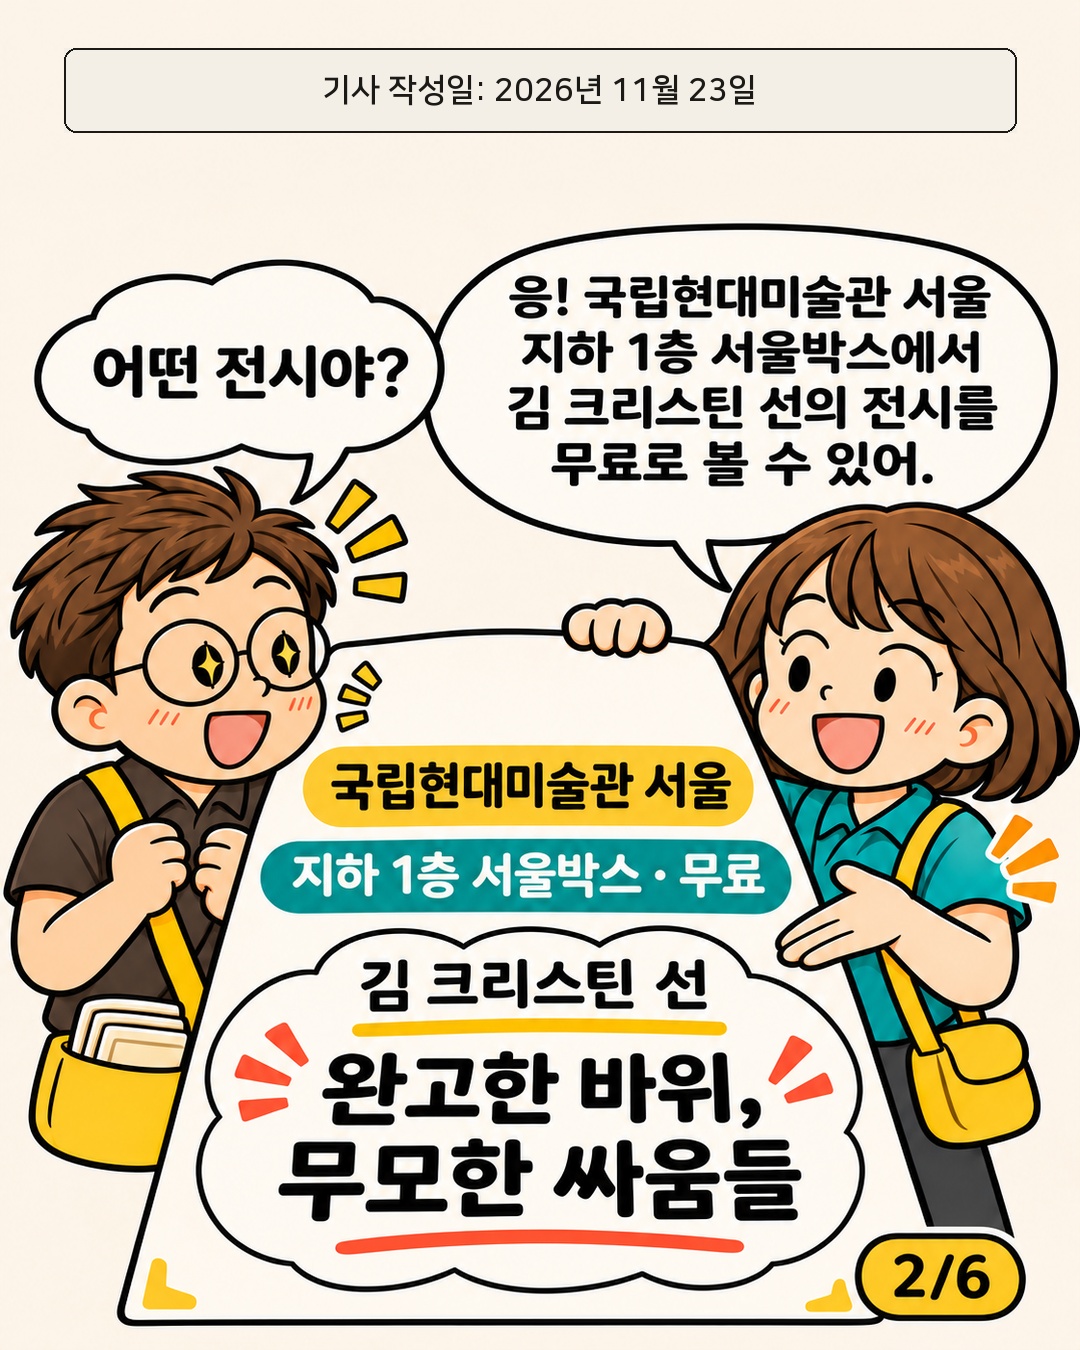 기사 작성일: 2026년 11월 23일
어떤 전시야?
응! 국립현대미술관 서울
지하 1층 서울박스에서
김 크리스틴 선의 전시를
무료로 볼 수 있어.
국립현대미술관 서울
지하 1층 서울박스 · 무료
김 크리스틴 선
완고한 바위,
무모한 싸움들
2/6